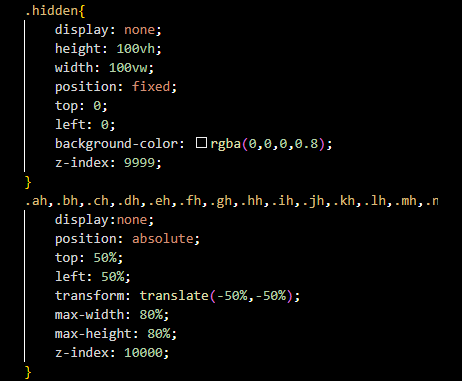 .hidden{
display: none;
height: 100vh;
width: 100vw;
position: fixed;
top: 0;
left: 0;
background-color: rgba(0,0,0,0.8);
z-index: 9999;
}
.ah,.bh,.ch,.dh,.eh,.fh,.gh,.hh,.ih,.jh,.kh,.lh,.mh,.n
display:none;
position: absolute;
top: 50%;
left: 50%;
transform: translate(-50%,-50%);
max-width: 80%;
max-height: 80%;
z-index: 10000;
}